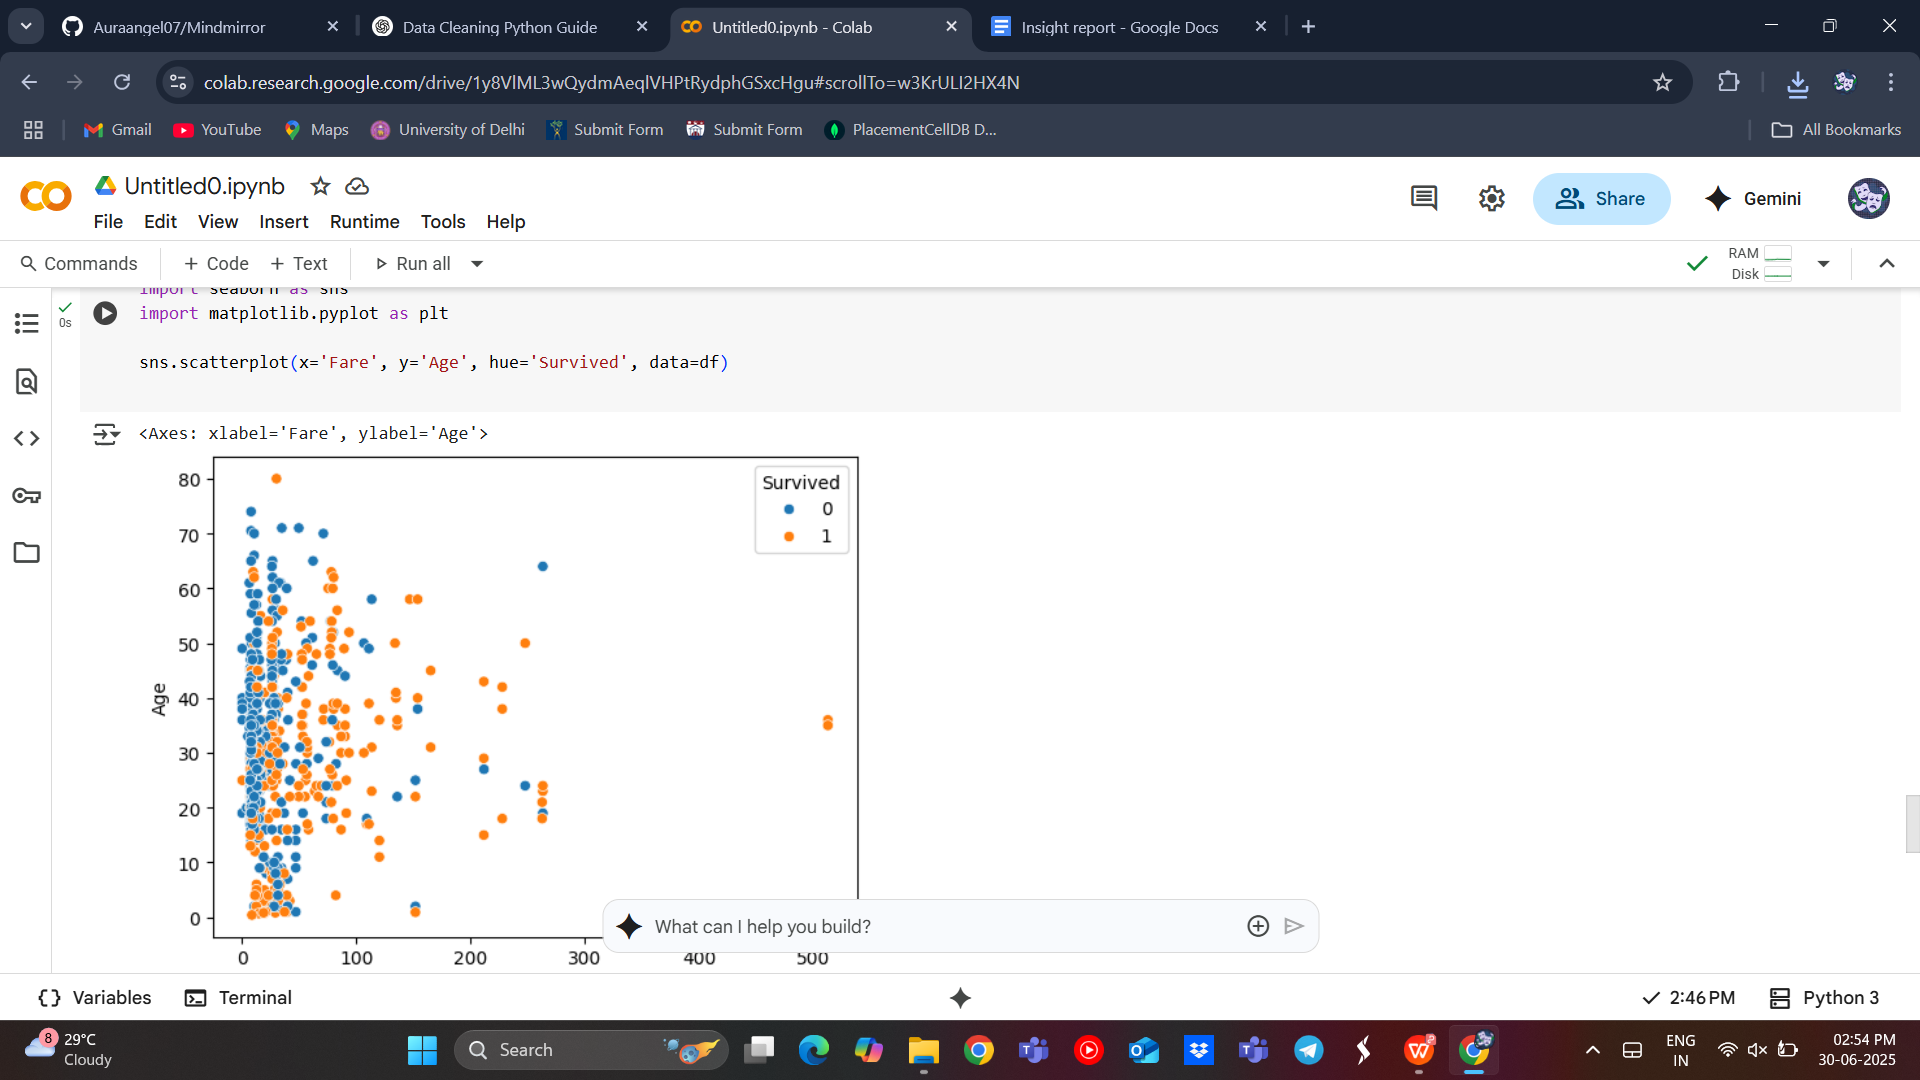 Auraangel07/Mindmirror
Data Cleaning Python Guide
Untitled0.ipynb - Colab
Insight report - Google Docs
colab.research.google.com/drive/1y8VlML3wQydmAeqlVHPtRydphGSxcHgu#scrollTo=w3KrULI2HX4N
Gmail
YouTube
Maps
University of Delhi
Submit Form
Submit Form
PlacementCellDB D...
All Bookmarks
Untitled0.ipynb
File Edit View Insert Runtime Tools Help
Share
Gemini
Commands
+ Code + Text
Run all
RAM
Disk
0s
import seaborn as sns
import matplotlib.pyplot as plt
sns.scatterplot(x='Fare', y='Age', hue='Survived', data=df)
<Axes: xlabel='Fare', ylabel='Age'>
Survived
0
1
80
70
60
50
40
30
20
10
0
Age
0 100 200 300 400 500
What can I help you build?
Variables
Terminal
2:46 PM
Python 3
8
29°C
Cloudy
Search
ENG
IN
02:54 PM
30-06-2025